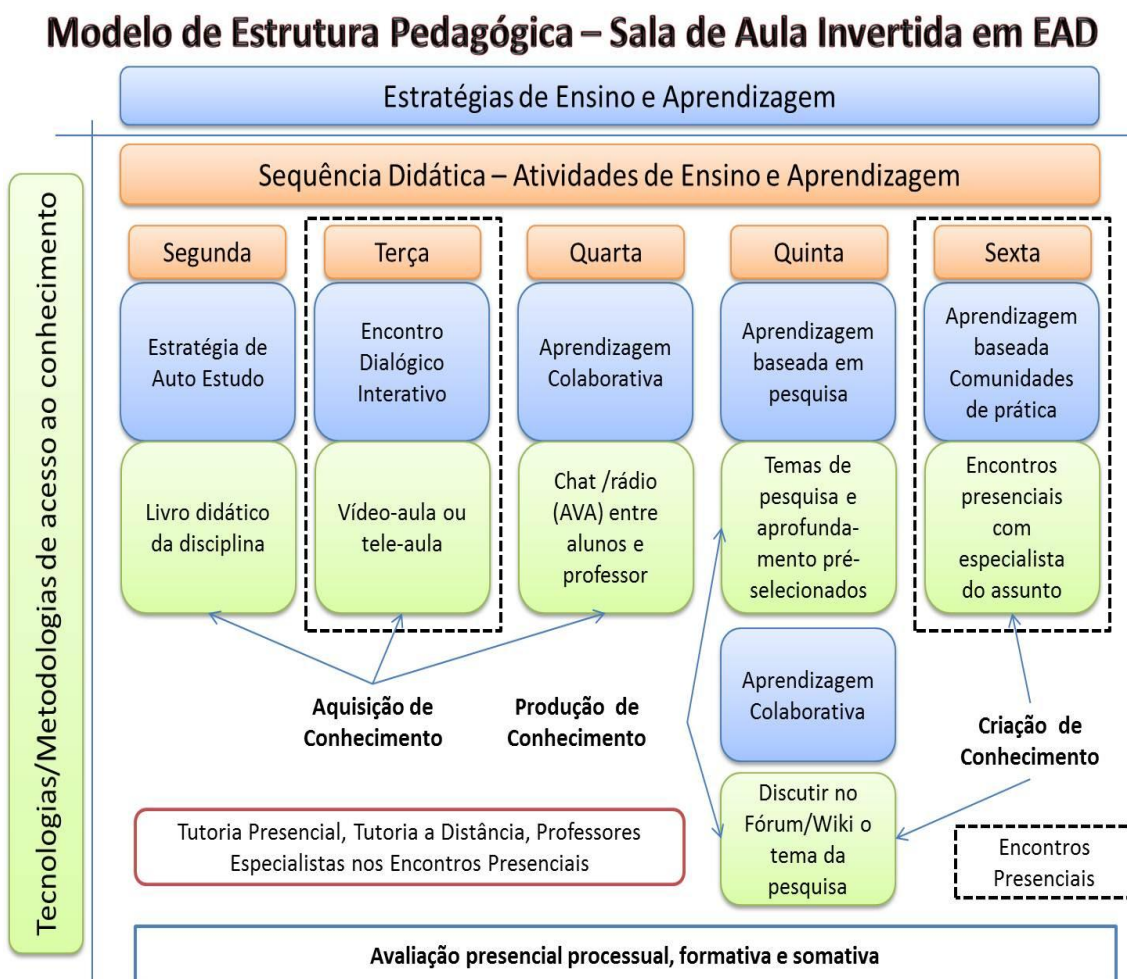 Modelo de Estrutura Pedagógica – Sala de Aula Invertida em EAD
Estratégias de Ensino e Aprendizagem
Sequência Didática – Atividades de Ensino e Aprendizagem
Tecnologias/Metodologias de acesso ao conhecimento
Segunda
Estratégia de
Auto Estudo
Livro didático
da disciplina
Terça
Encontro
Dialógico
Interativo
Vídeo-aula ou
tele-aula
Quarta
Aprendizagem
Colaborativa
Chat /rádio
(AVA) entre
alunos e
professor
Quinta
Aprendizagem
baseada em
pesquisa
Temas de
pesquisa e
aprofunda-
mento pré-
selecionados
Aprendizagem
Colaborativa
Discutir no
Fórum/Wiki o
tema da
pesquisa
Sexta
Aprendizagem
baseada
Comunidades
de prática
Encontros
presenciais
com
especialista
do assunto
Aquisição de
Conhecimento
Produção de
Conhecimento
Criação de
Conhecimento
Tutoria Presencial, Tutoria a Distância, Professores
Especialistas nos Encontros Presenciais
Encontros
Presenciais
Avaliação presencial processual, formativa e somativa